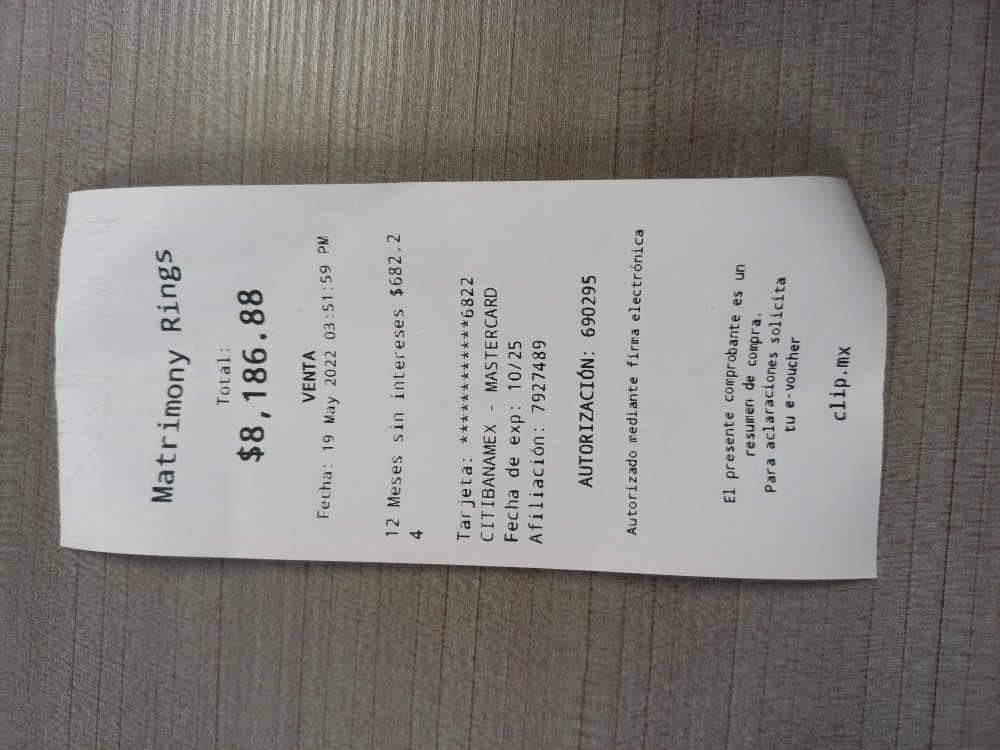 Matrimony Rings
Total:
$8,186.88
VENTA
Fecha: 19 May 2022 03:51:59 PM
12 Meses sin intereses $682.2
4
Tarjeta: ************6822
CITIBANAMEX - MASTERCARD
Fecha de exp: 10/25
Afiliación: 7927489
AUTORIZACIÓN: 690295
Autorizado mediante firma electrónica
El presente comprobante es un
resumen de compra.
Para aclaraciones solicita
tu e-voucher
clip.mx